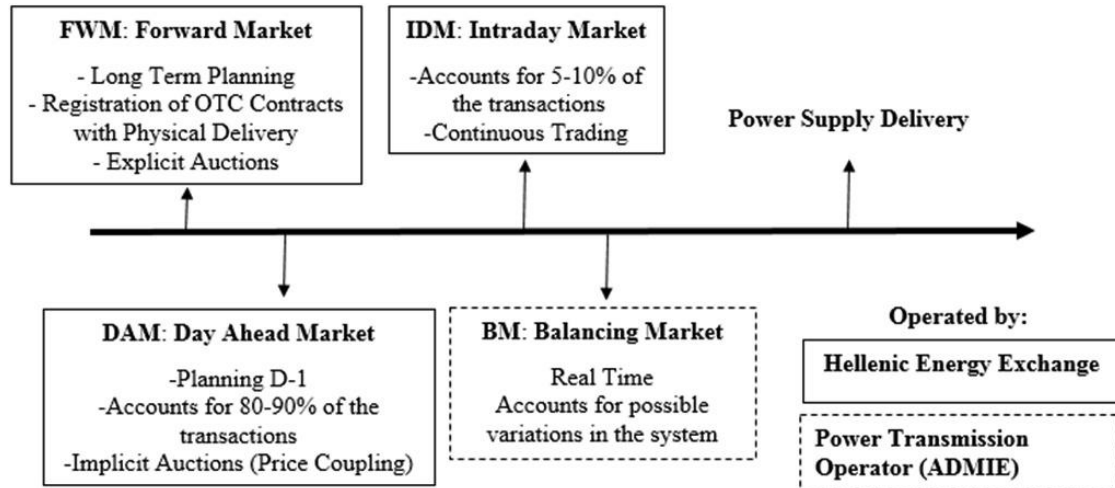 FWM: Forward Market
- Long Term Planning
- Registration of OTC Contracts
with Physical Delivery
- Explicit Auctions
IDM: Intraday Market
-Accounts for 5-10% of
the transactions
-Continuous Trading
Power Supply Delivery
DAM: Day Ahead Market
-Planning D-1
-Accounts for 80-90% of the
transactions
-Implicit Auctions (Price Coupling)
BM: Balancing Market
Real Time
Accounts for possible
variations in the system
Operated by:
Hellenic Energy Exchange
Power Transmission
Operator (ADMIE)